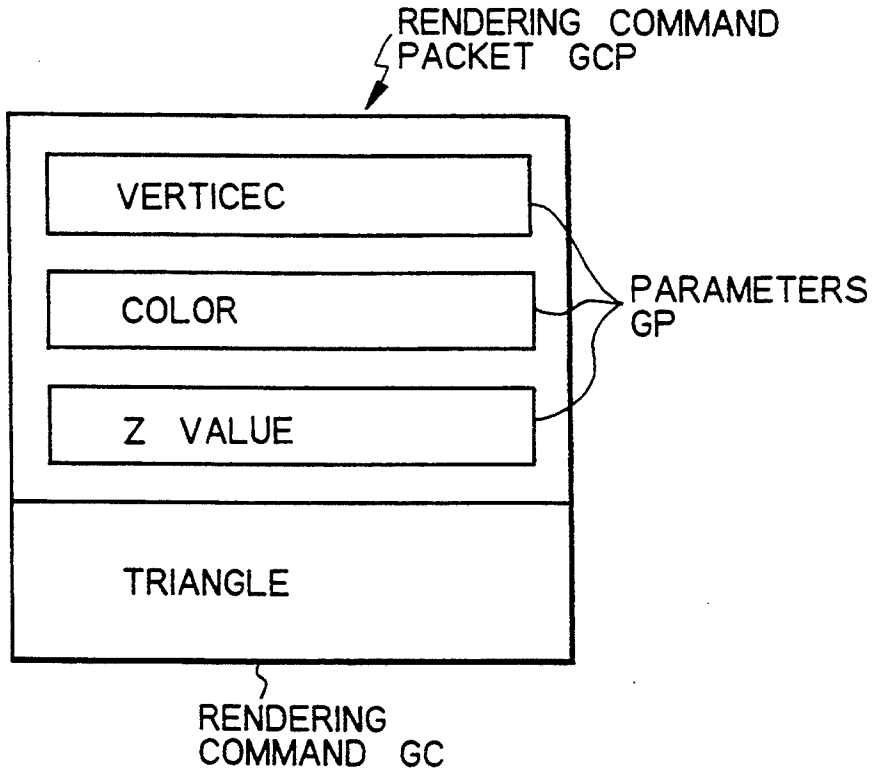 RENDERING COMMAND
PACKET GCP
VERTICEC
COLOR
Z VALUE
PARAMETERS
GP
TRIANGLE
RENDERING
COMMAND GC